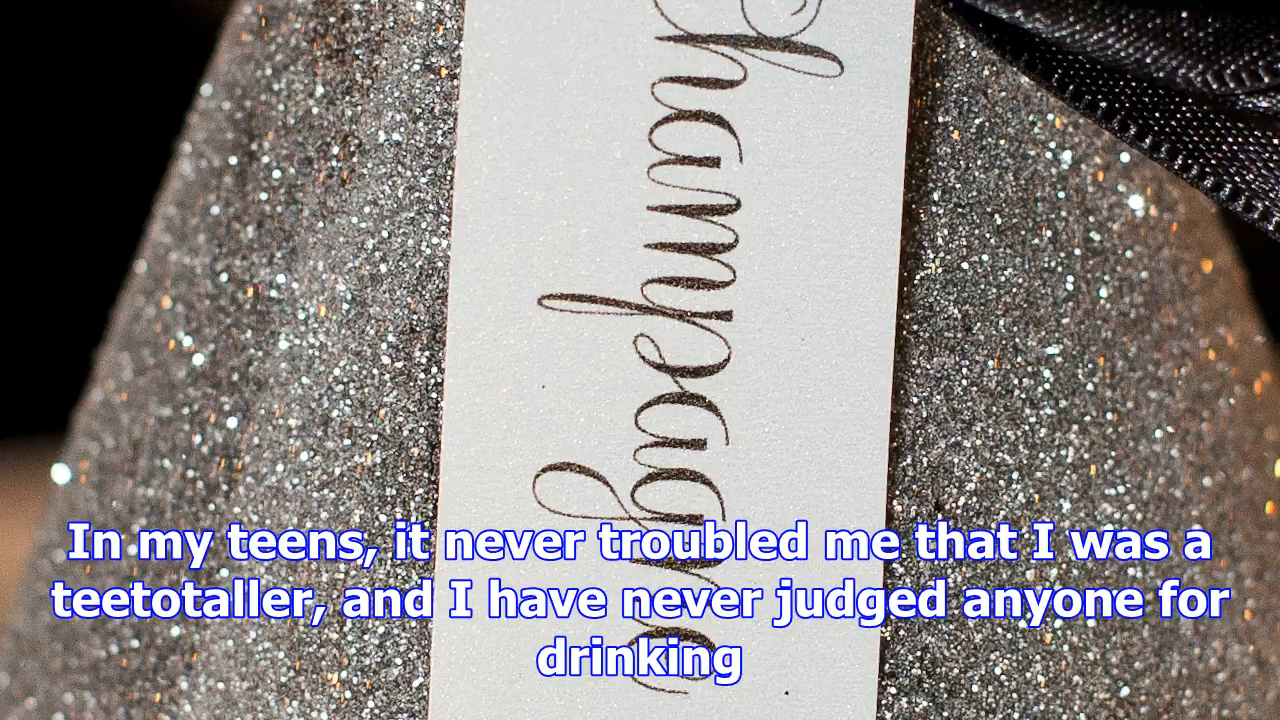 Champagne
In my teens, it never troubled me that I was a
teetotaller, and I have never judged anyone for
drinking